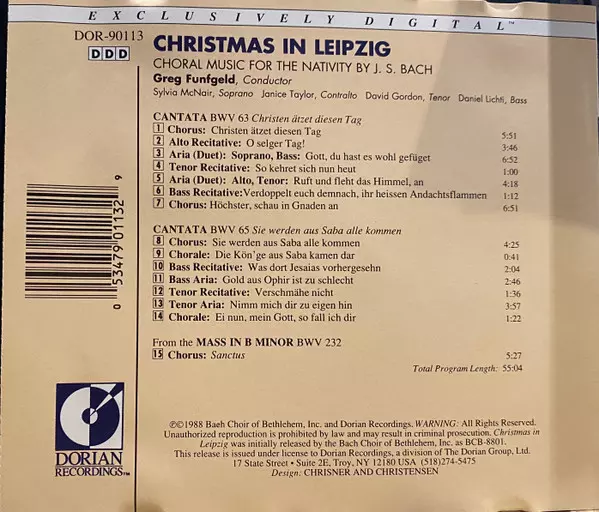 EXCLUSIVELY DIGITAL™
DOR-90113
DDD
CHRISTMAS IN LEIPZIG
CHORAL MUSIC FOR THE NATIVITY BY J. S. BACH
Greg Funfgeld, Conductor
Sylvia McNair, Soprano Janice Taylor, Contralto David Gordon, Tenor Daniel Lichti, Bass
CANTATA BWV 63 Christen ätzet diesen Tag
1 Chorus: Christen ätzet diesen Tag 5:51
2 Alto Recitative: O selger Tag! 3:46
3 Aria (Duet): Soprano, Bass: Gott, du hast es wohl gefüget 6:52
4 Tenor Recitative: So kehret sich nun heut 1:00
5 Aria (Duet): Alto, Tenor: Ruft und fleht das Himmel, an 4:18
6 Bass Recitative:Verdoppelt euch demnach, ihr heissen Andachtsflammen 1:12
7 Chorus: Höchster, schau in Gnaden an 6:51
CANTATA BWV 65 Sie werden aus Saba alle kommen
8 Chorus: Sie werden aus Saba alle kommen 4:25
9 Chorale: Die Kön'ge aus Saba kamen dar 0:41
10 Bass Recitative: Was dort Jesaias vorhergesehn 2:04
11 Bass Aria: Gold aus Ophir ist zu schlecht 2:46
12 Tenor Recitative: Verschmähe nicht 1:36
13 Tenor Aria: Nimm mich dir zu eigen hin 3:57
14 Chorale: Ei nun, mein Gott, so fall ich dir 1:22
From the MASS IN B MINOR BWV 232
15 Chorus: Sanctus 5:27
Total Program Length: 55:04
0 53479 01132 9
DORIAN
RECORDINGS™
℗©1988 Bach Choir of Bethlehem, Inc. and Dorian Recordings. WARNING: All Rights Reserved.
Unauthorized reproduction is prohibited by law and may result in criminal prosecution. Christmas in
Leipzig was initially released by the Bach Choir of Bethlehem, Inc. as BCB-8801.
This release is issued under license to Dorian Recordings, a division of The Dorian Group, Ltd.
17 State Street • Suite 2E, Troy, NY 12180 USA (518)274-5475
Design: CHRISNER AND CHRISTENSEN